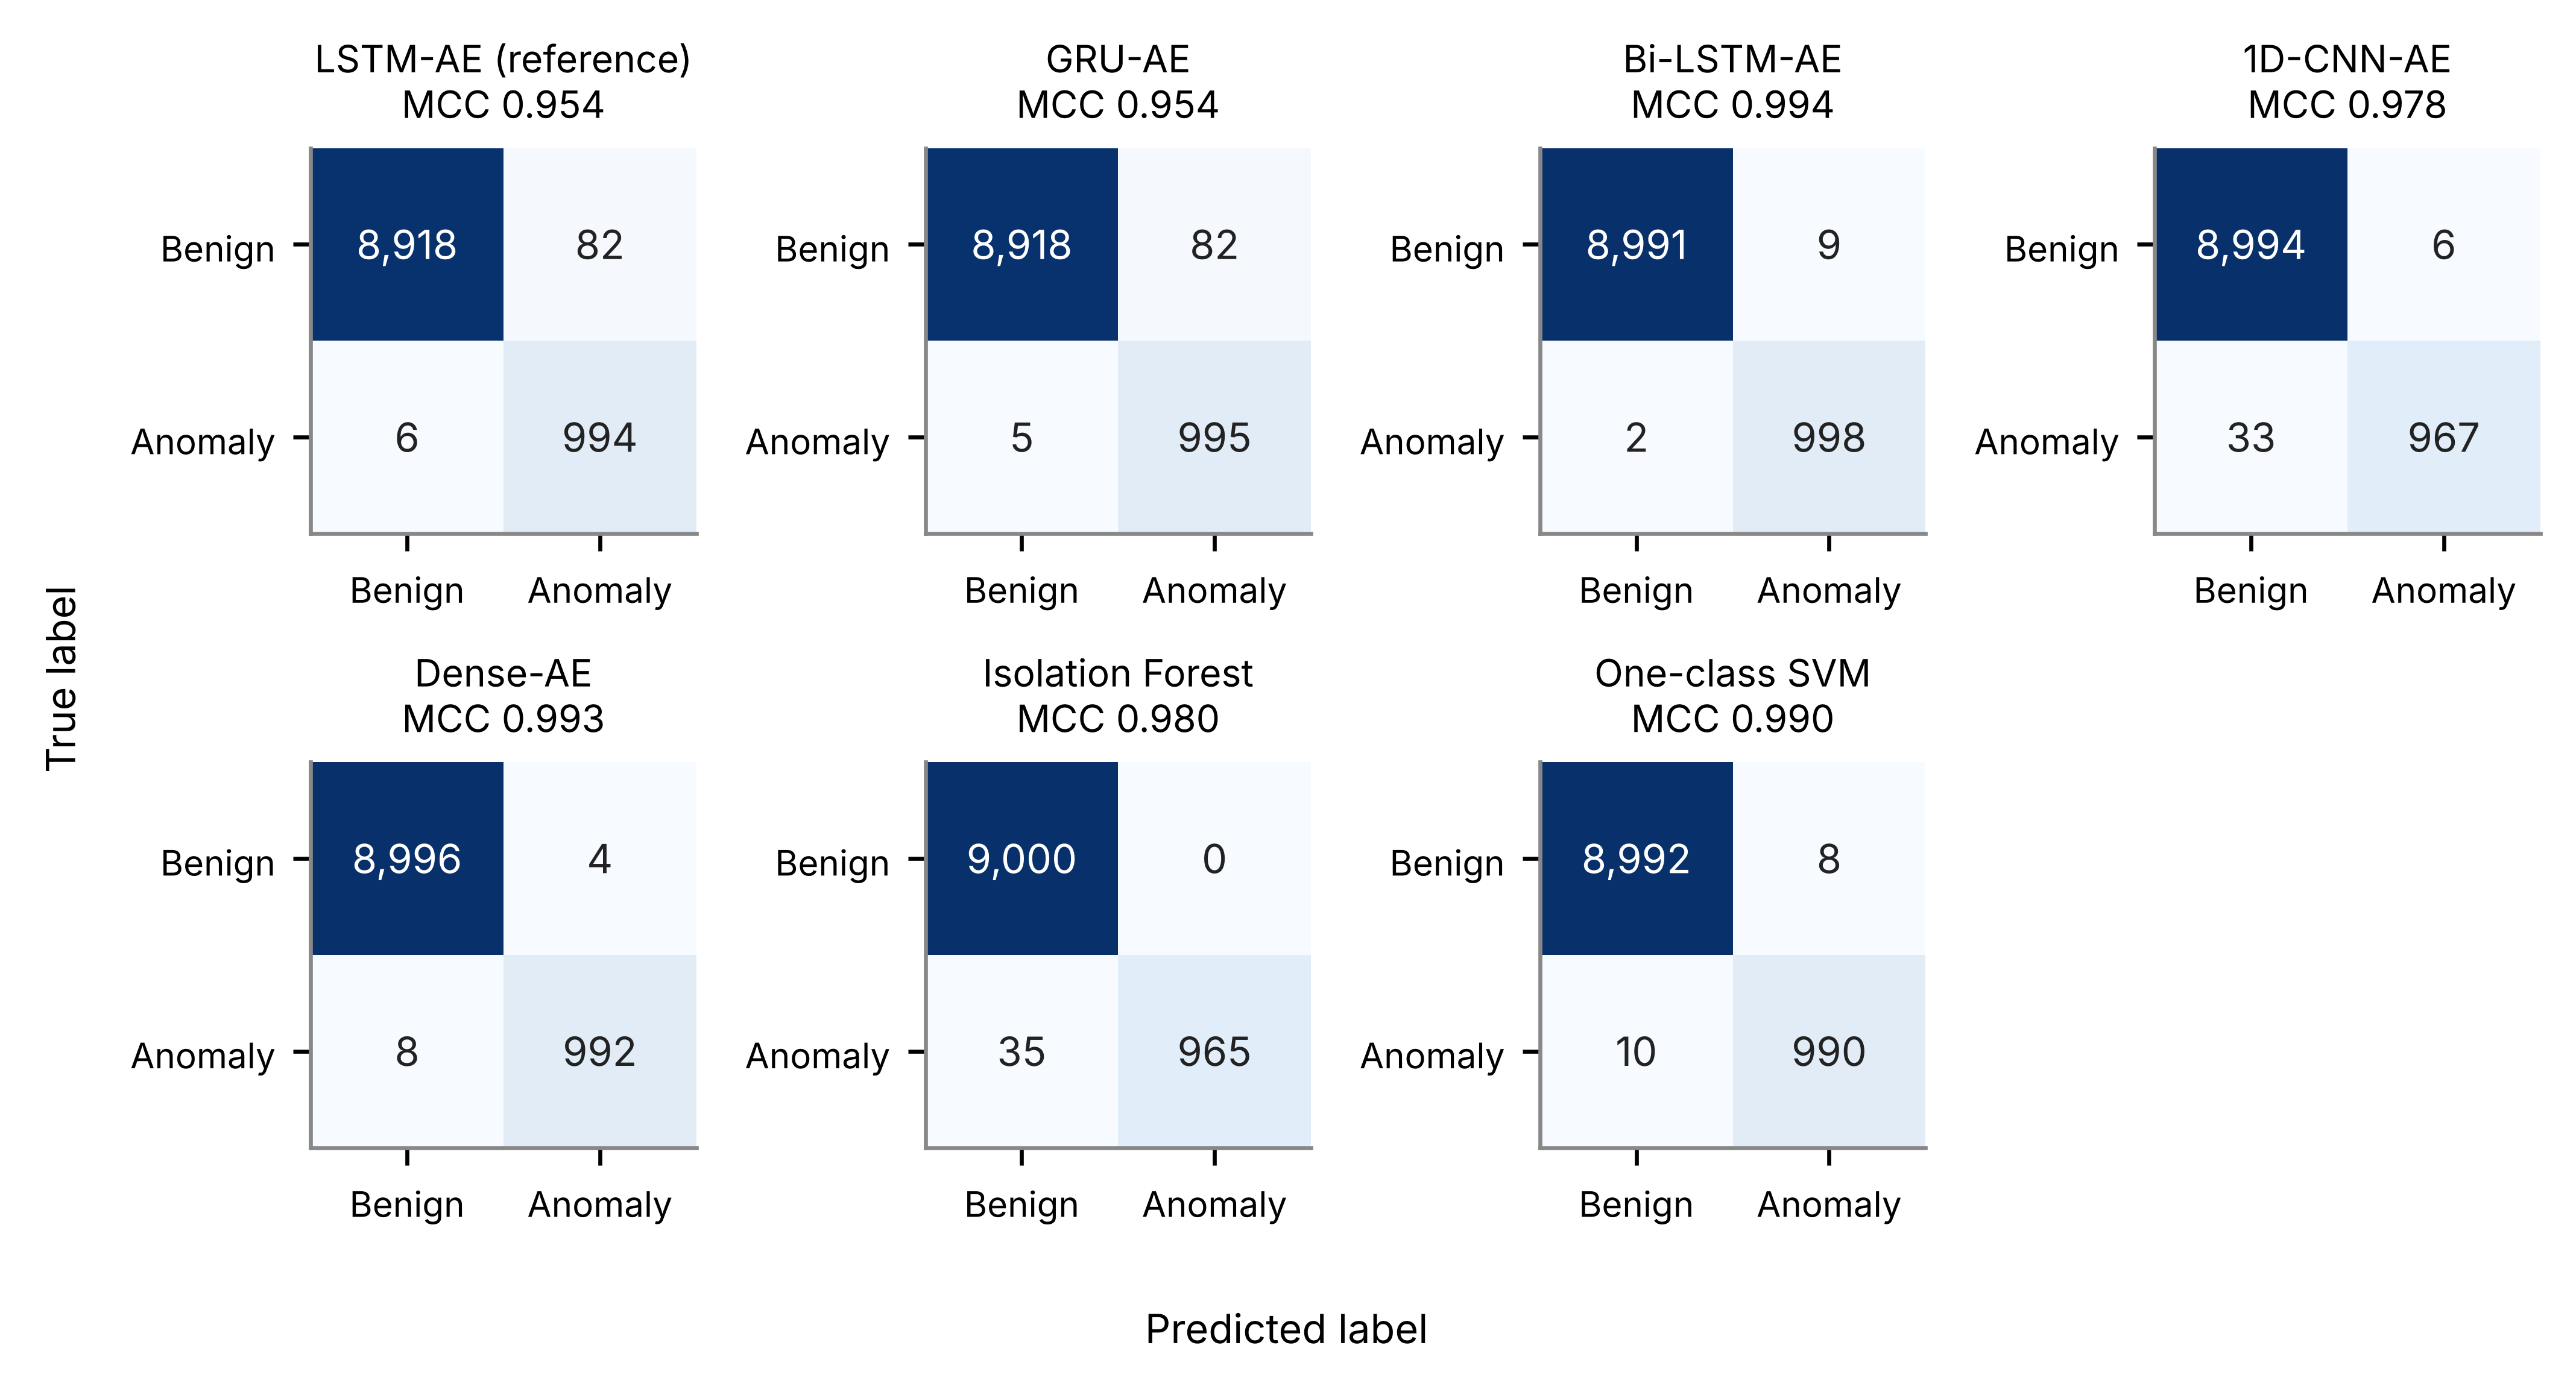 LSTM-AE (reference)
MCC 0.954
GRU-AE
MCC 0.954
Bi-LSTM-AE
MCC 0.994
1D-CNN-AE
MCC 0.978
Benign 8,918 82
Anomaly 6 994
Benign Anomaly
Benign 8,918 82
Anomaly 5 995
Benign Anomaly
Benign 8,991 9
Anomaly 2 998
Benign Anomaly
Benign 8,994 6
Anomaly 33 967
Benign Anomaly
True label
Dense-AE
MCC 0.993
Isolation Forest
MCC 0.980
One-class SVM
MCC 0.990
Benign 8,996 4
Anomaly 8 992
Benign Anomaly
Benign 9,000 0
Anomaly 35 965
Benign Anomaly
Benign 8,992 8
Anomaly 10 990
Benign Anomaly
Predicted label